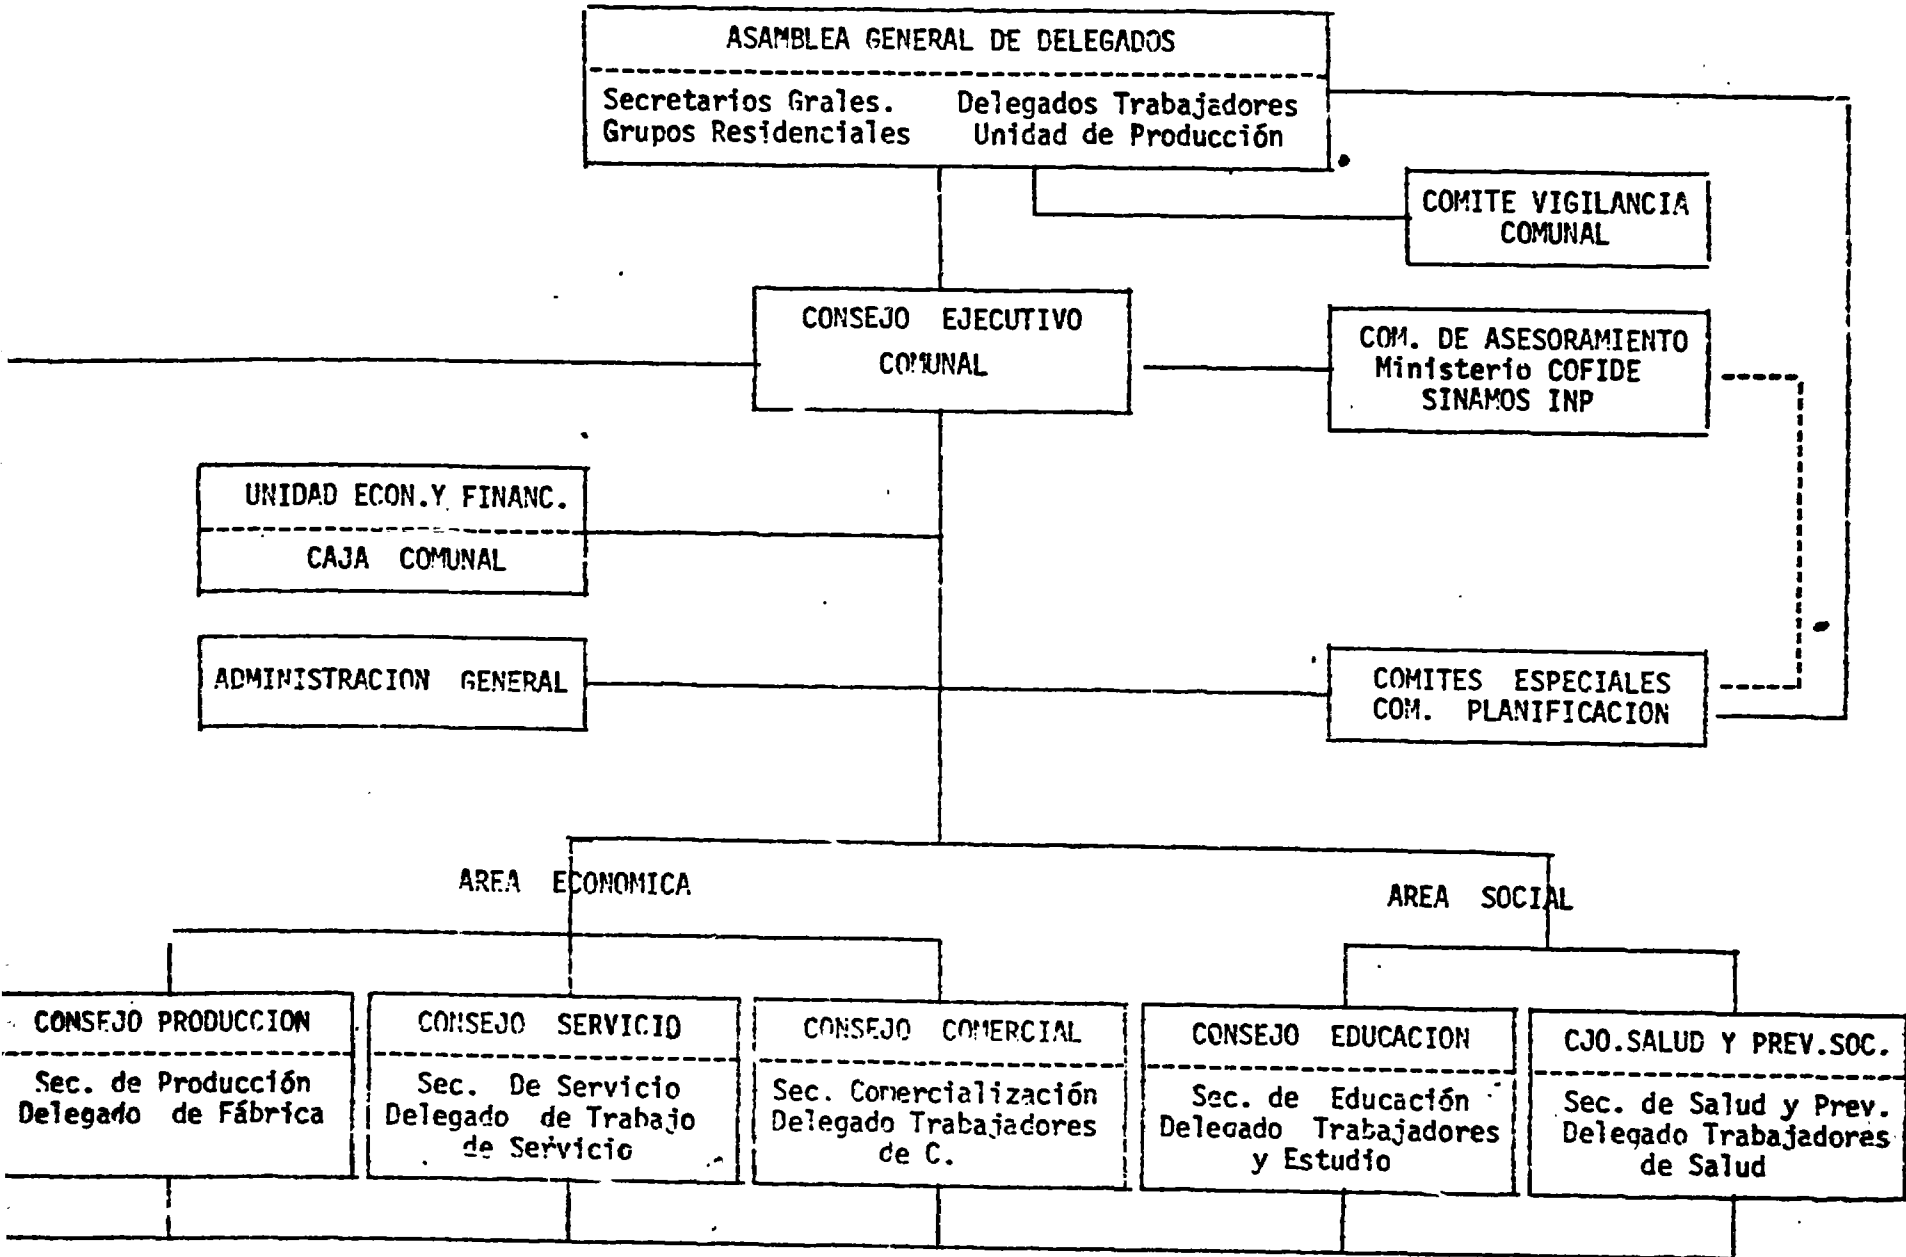 ASAMBLEA GENERAL DE DELEGADOS
Secretarios Grales. Delegados Trabajadores
Grupos Residenciales Unidad de Producción
COMITE VIGILANCIA
COMUNAL
CONSEJO EJECUTIVO
COMUNAL
COM. DE ASESORAMIENTO
Ministerio COFIDE
SINAMOS INP
UNIDAD ECON.Y FINANC.
CAJA COMUNAL
ADMINISTRACION GENERAL
COMITES ESPECIALES
COM. PLANIFICACION
AREA ECONOMICA
AREA SOCIAL
CONSEJO PRODUCCION
Sec. de Producción
Delegado de Fábrica
CONSEJO SERVICIO
Sec. De Servicio
Delegado de Trabajo
de Servicio
CONSEJO COMERCIAL
Sec. Comercialización
Delegado Trabajadores
de C.
CONSEJO EDUCACION
Sec. de Educación
Delegado Trabajadores
y Estudio
CJO.SALUD Y PREV.SOC.
Sec. de Salud y Prev.
Delegado Trabajadores
de Salud